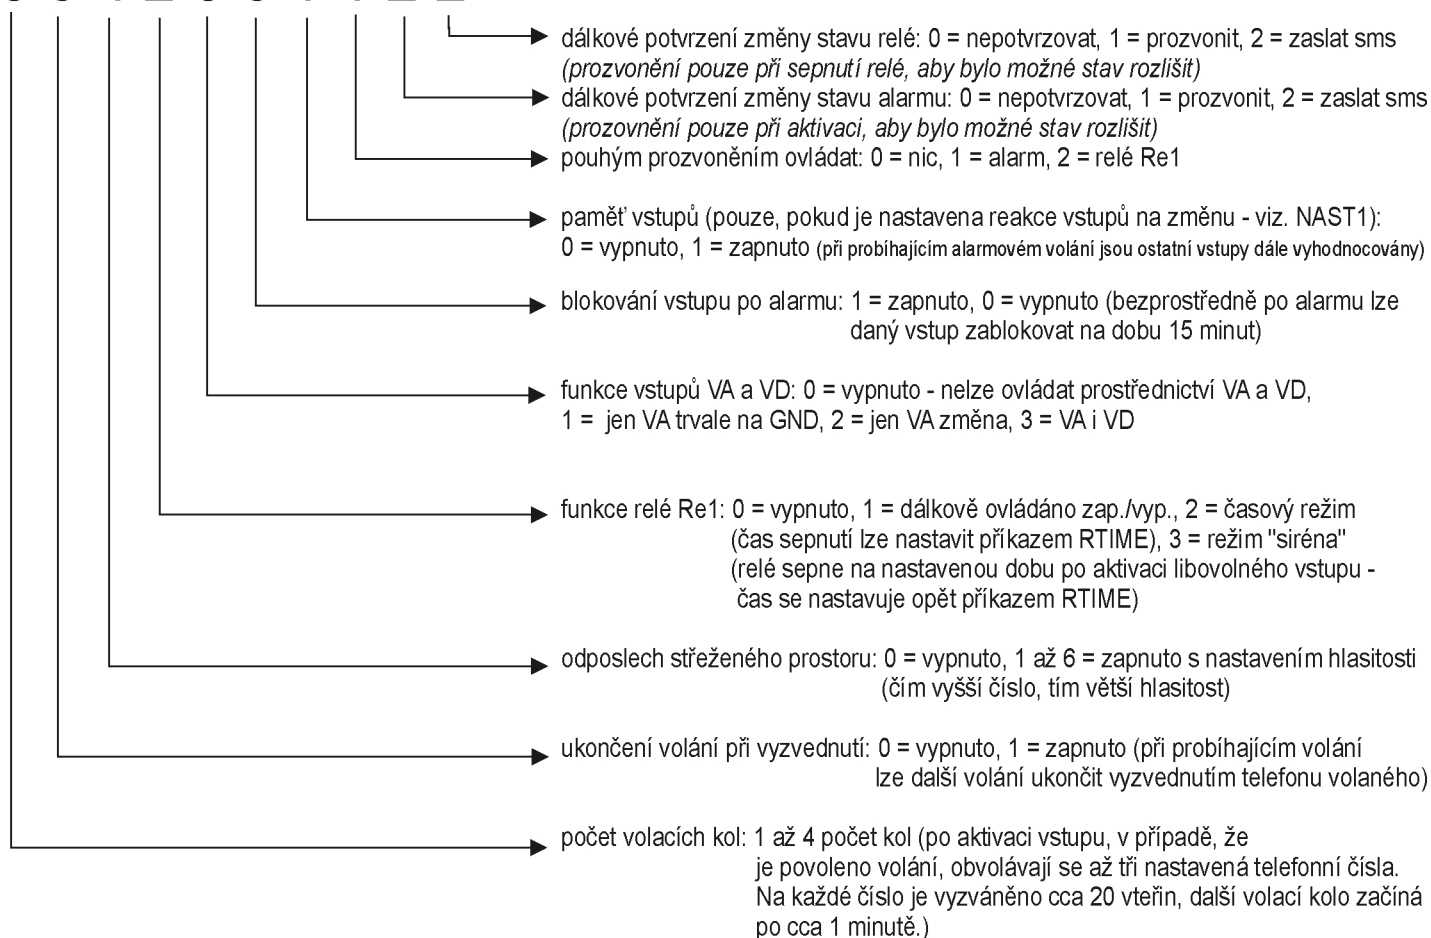 dálkové potvrzení změny stavu relé: 0 = nepotvrzovat, 1 = prozvonit, 2 = zaslat sms
(prozvonění pouze při sepnutí relé, aby bylo možné stav rozlišit)
dálkové potvrzení změny stavu alarmu: 0 = nepotvrzovat, 1 = prozvonit, 2 = zaslat sms
(prozovnění pouze při aktivaci, aby bylo možné stav rozlišit)
pouhým prozvoněním ovládat: 0 = nic, 1 = alarm, 2 = relé Re1
paměť vstupů (pouze, pokud je nastavena reakce vstupů na změnu - viz. NAST1):
0 = vypnuto, 1 = zapnuto (při probíhajícím alarmovém volání jsou ostatní vstupy dále vyhodnocovány)
blokování vstupu po alarmu: 1 = zapnuto, 0 = vypnuto (bezprostředně po alarmu lze
daný vstup zablokovat na dobu 15 minut)
funkce vstupů VA a VD: 0 = vypnuto - nelze ovládat prostřednictví VA a VD,
1 = jen VA trvale na GND, 2 = jen VA změna, 3 = VA i VD
funkce relé Re1: 0 = vypnuto, 1 = dálkově ovládáno zap./vyp., 2 = časový režim
(čas sepnutí lze nastavit příkazem RTIME), 3 = režim "siréna"
(relé sepne na nastavenou dobu po aktivaci libovolného vstupu -
čas se nastavuje opět příkazem RTIME)
odposlech střeženého prostoru: 0 = vypnuto, 1 až 6 = zapnuto s nastavením hlasitosti
(čím vyšší číslo, tím větší hlasitost)
ukončení volání při vyzvednutí: 0 = vypnuto, 1 = zapnuto (při probíhajícím volání
lze další volání ukončit vyzvednutím telefonu volaného)
počet volacích kol: 1 až 4 počet kol (po aktivaci vstupu, v případě, že
je povoleno volání, obvolávají se až tři nastavená telefonní čísla.
Na každé číslo je vyzváněno cca 20 vteřin, další volací kolo začíná
po cca 1 minutě.)